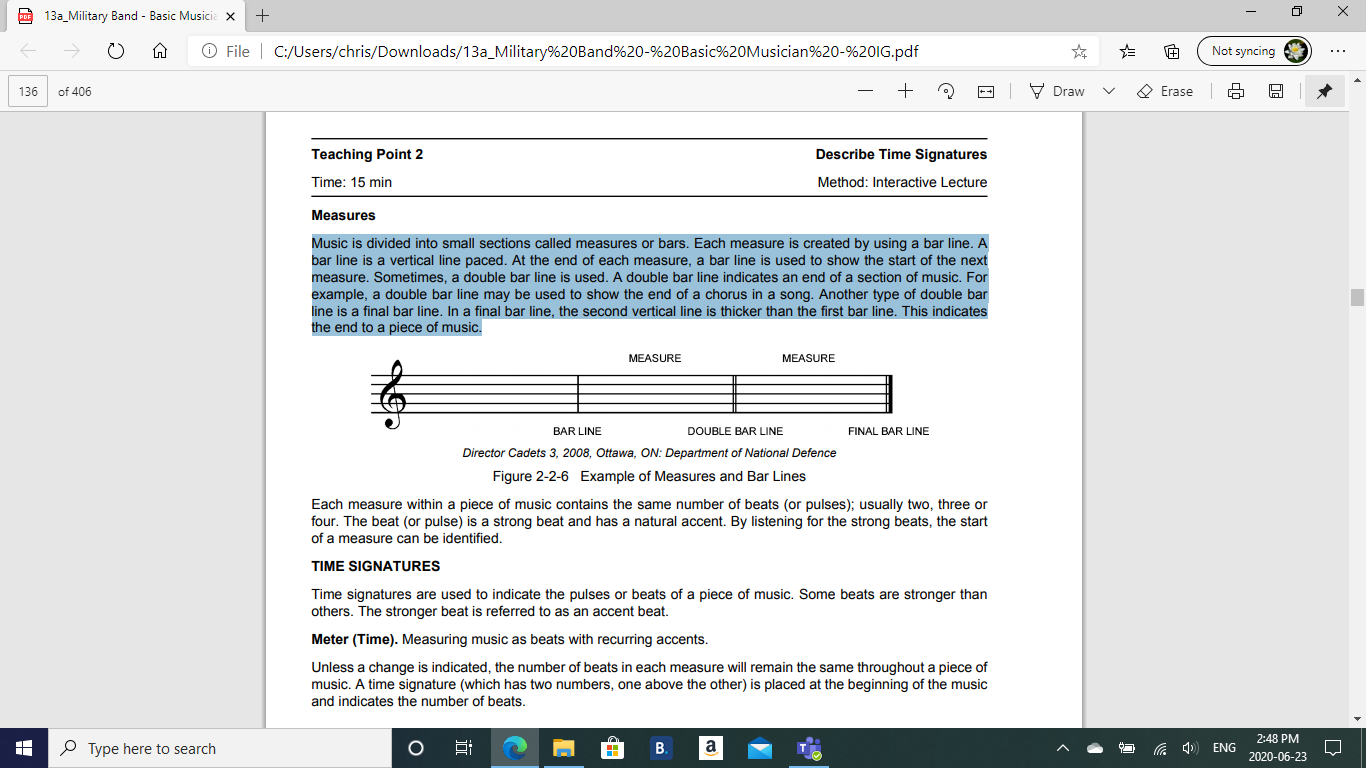 13a_Military Band - Basic Musicia
File
C:/Users/chris/Downloads/13a_Military%20Band%20-%20Basic%20Musician%20-%20IG.pdf
Not syncing
136 of 406
Draw
Erase
Teaching Point 2 Describe Time Signatures
Time: 15 min Method: Interactive Lecture
Measures
Music is divided into small sections called measures or bars. Each measure is created by using a bar line. A
bar line is a vertical line paced. At the end of each measure, a bar line is used to show the start of the next
measure. Sometimes, a double bar line is used. A double bar line indicates an end of a section of music. For
example, a double bar line may be used to show the end of a chorus in a song. Another type of double bar
line is a final bar line. In a final bar line, the second vertical line is thicker than the first bar line. This indicates
the end to a piece of music.
MEASURE MEASURE
BAR LINE DOUBLE BAR LINE FINAL BAR LINE
Director Cadets 3, 2008, Ottawa, ON: Department of National Defence
Figure 2-2-6 Example of Measures and Bar Lines
Each measure within a piece of music contains the same number of beats (or pulses); usually two, three or
four. The beat (or pulse) is a strong beat and has a natural accent. By listening for the strong beats, the start
of a measure can be identified.
TIME SIGNATURES
Time signatures are used to indicate the pulses or beats of a piece of music. Some beats are stronger than
others. The stronger beat is referred to as an accent beat.
Meter (Time). Measuring music as beats with recurring accents.
Unless a change is indicated, the number of beats in each measure will remain the same throughout a piece of
music. A time signature (which has two numbers, one above the other) is placed at the beginning of the music
and indicates the number of beats.
Type here to search
B.
a
ENG
2:48 PM
2020-06-23